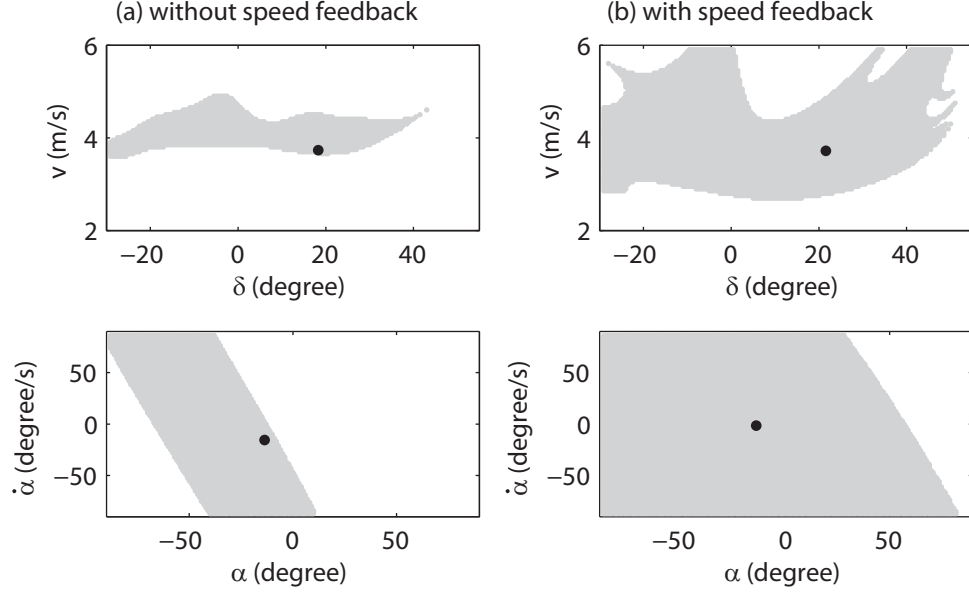 (a) without speed feedback
(b) with speed feedback
6
4
2
v (m/s)
−20 0 20 40
δ (degree)
6
4
2
v (m/s)
−20 0 20 40
δ (degree)
50
0
−50
α̇ (degree/s)
−50 0 50
α (degree)
50
0
−50
α̇ (degree/s)
−50 0 50
α (degree)